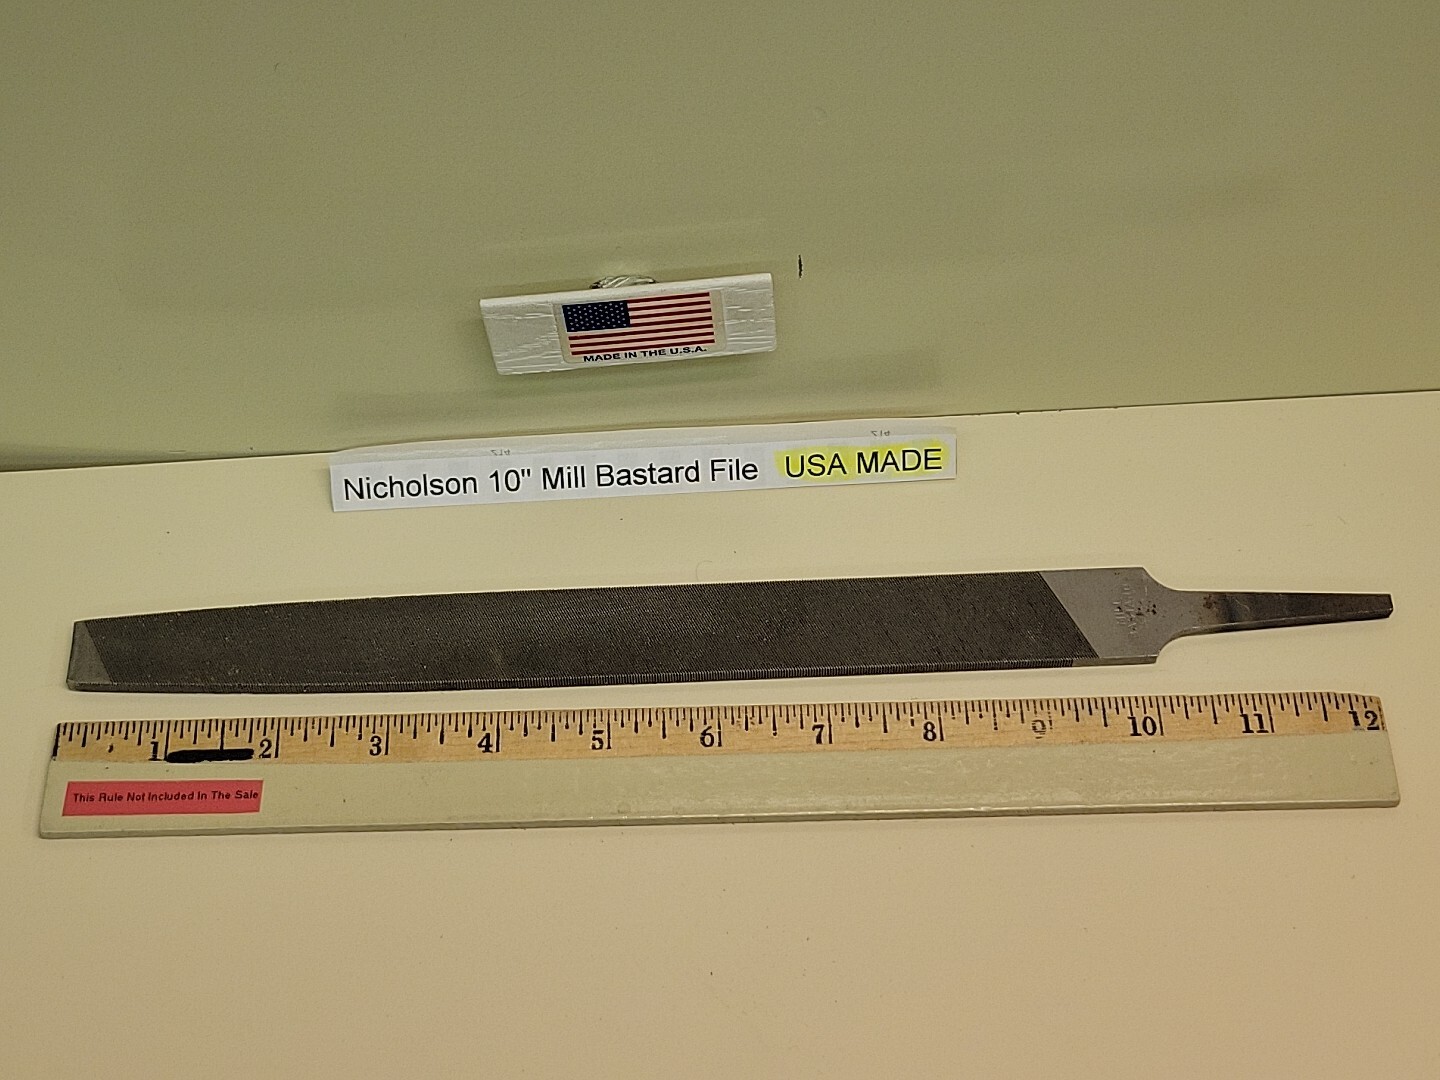 MADE IN THE U.S.A.
Nicholson 10" Mill Bastard File USA MADE
1 2 3 4 5 6 7 8 9 10 11 12
This Rule Not Included In The Sale